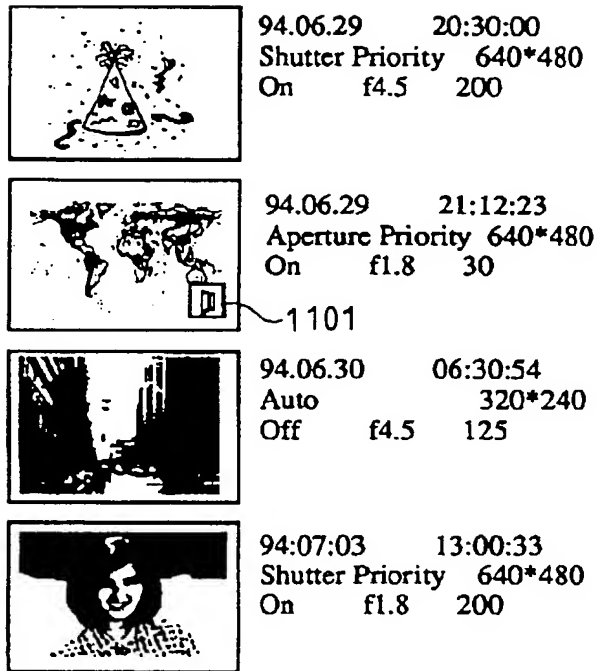 94.06.29 20:30:00
Shutter Priority 640*480
On f4.5 200
94.06.29 21:12:23
Aperture Priority 640*480
On f1.8 30
1101
94.06.30 06:30:54
Auto 320*240
Off f4.5 125
94:07:03 13:00:33
Shutter Priority 640*480
On f1.8 200